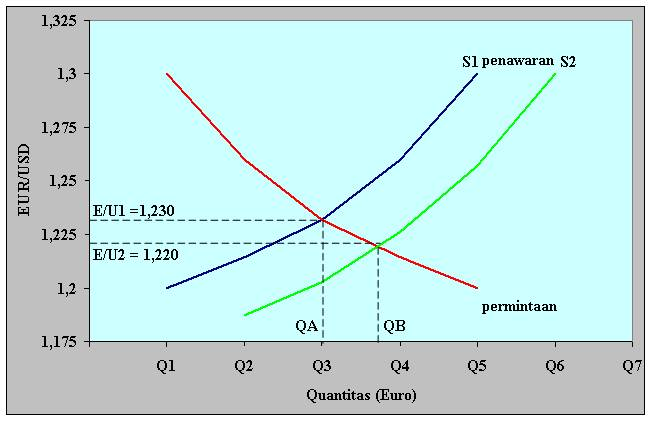 1,325
1,3
1,275
1,25
1,225
1,2
1,175
EUR/USD
S1 penawaran S2
E/U1 =1,230
E/U2 = 1,220
permintaan
QA QB
Q1 Q2 Q3 Q4 Q5 Q6 Q7
Quantitas (Euro)